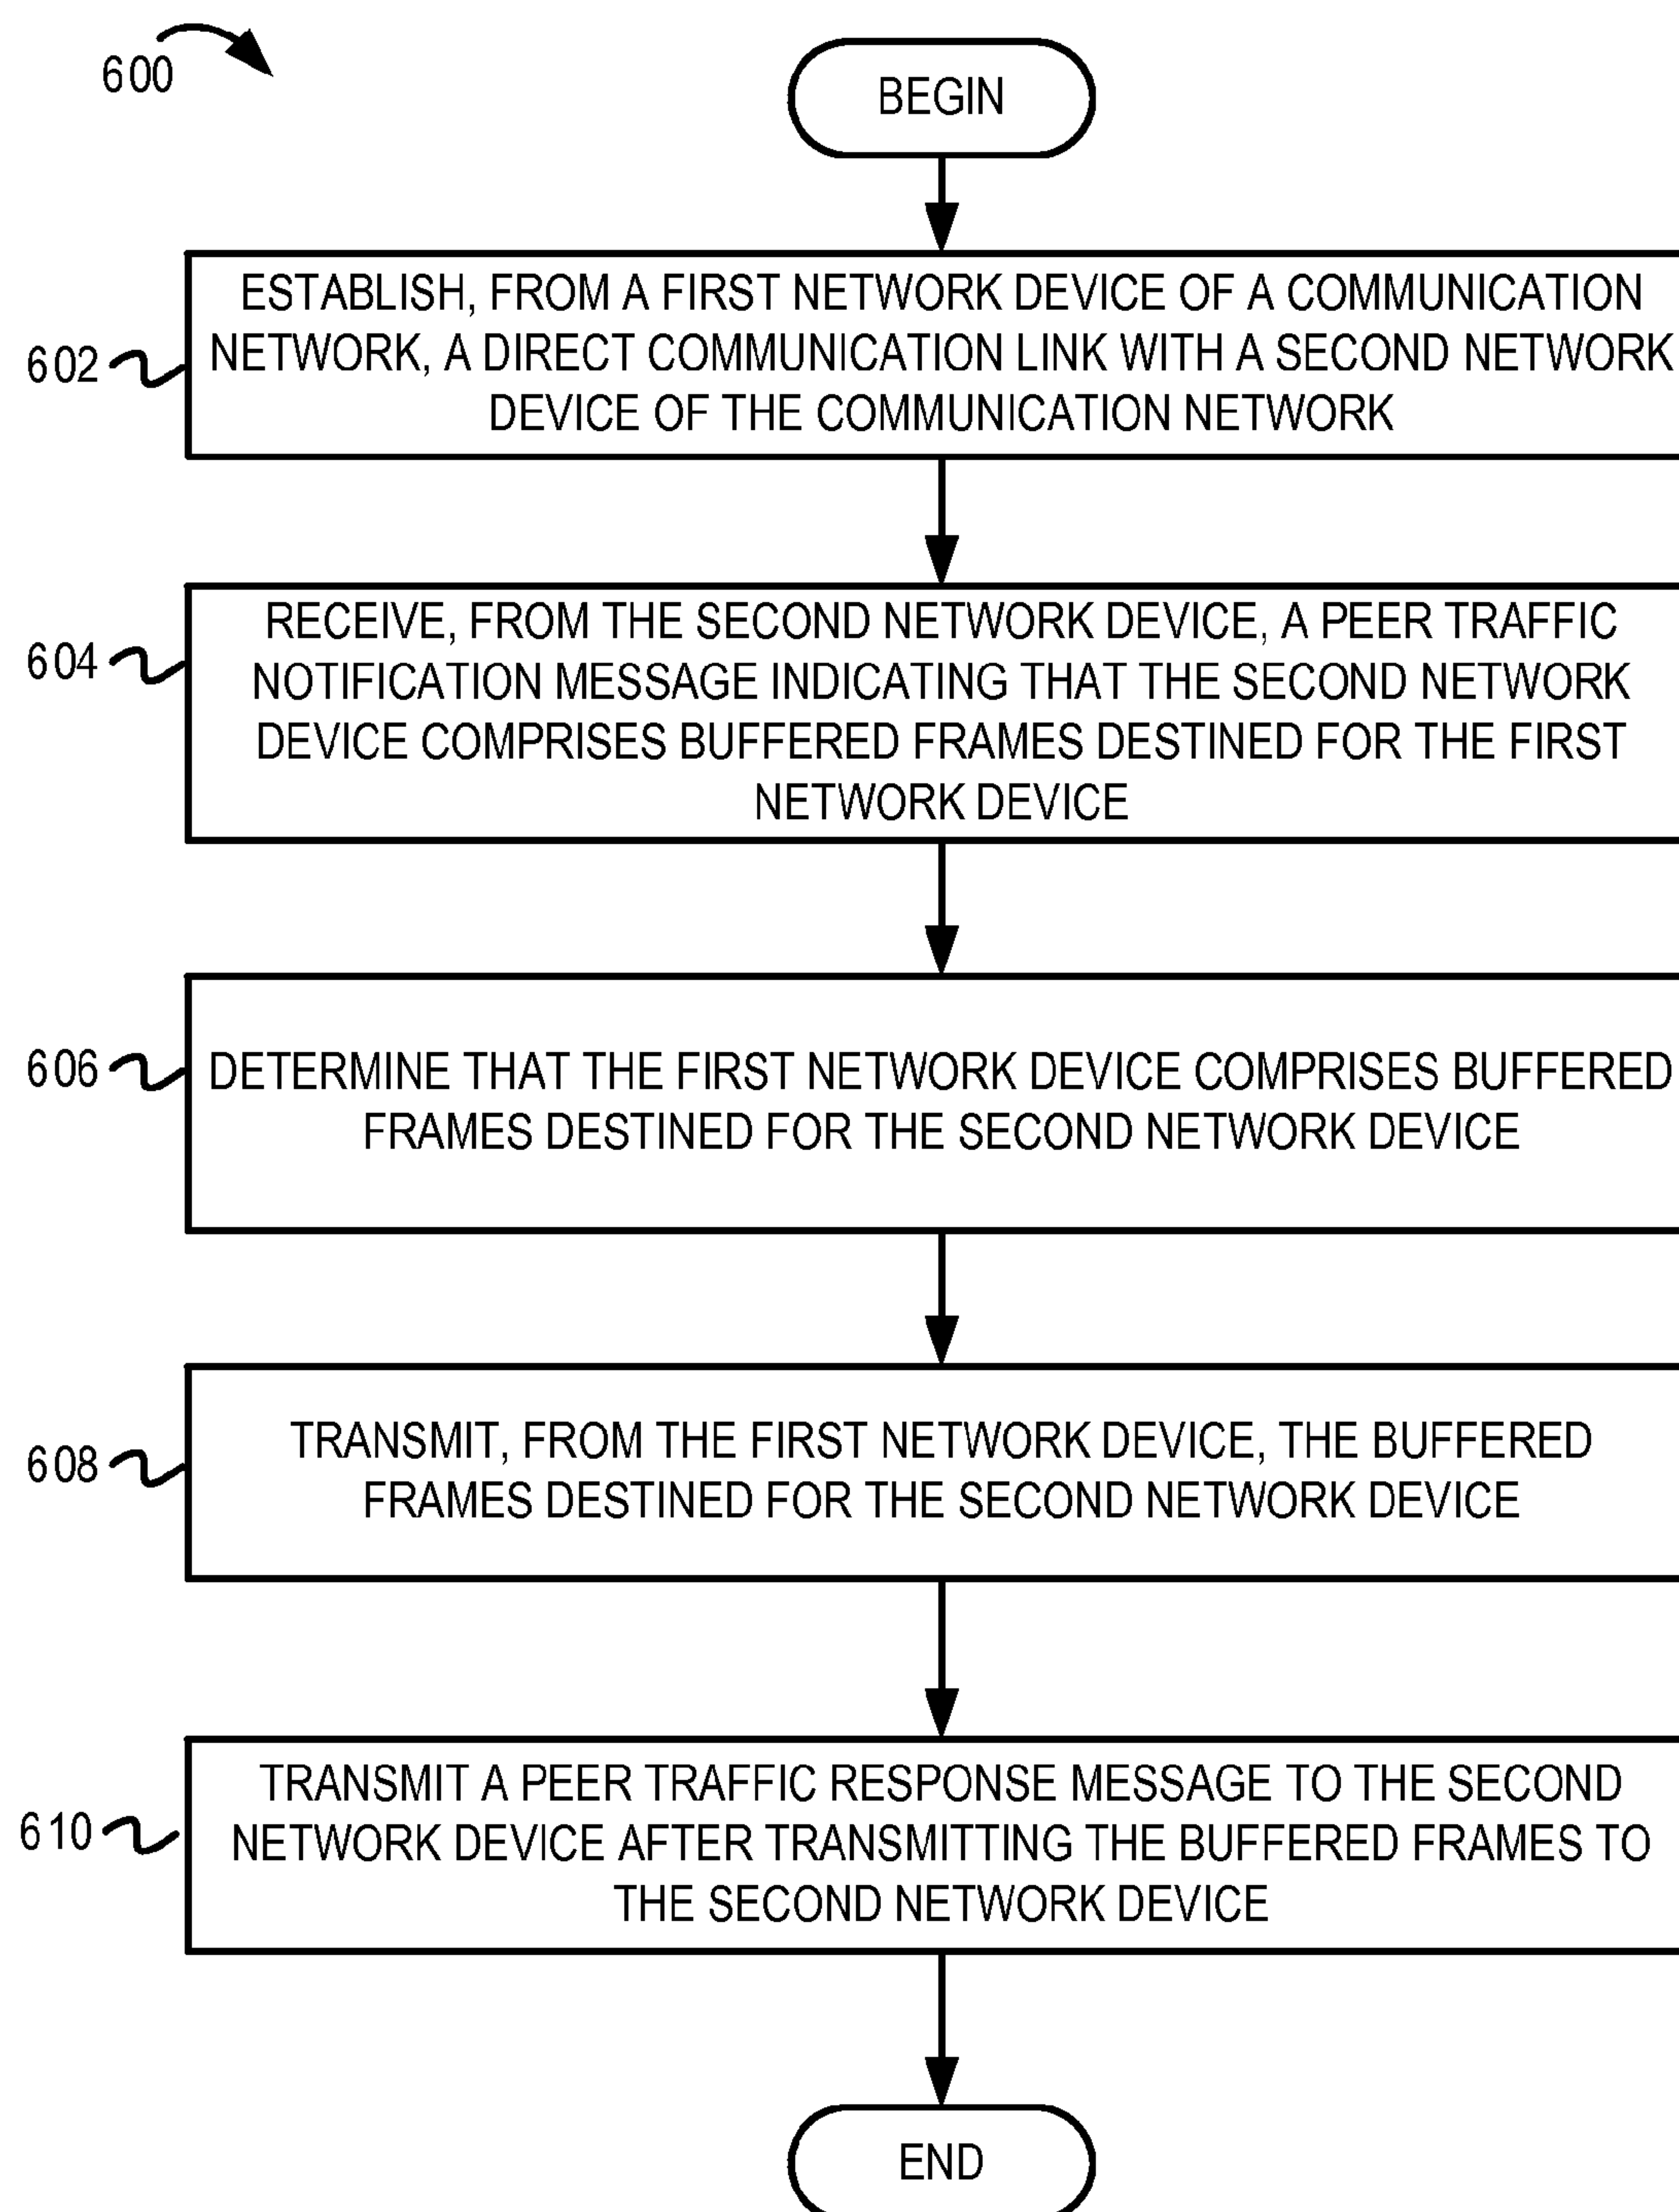 600
BEGIN
602
ESTABLISH, FROM A FIRST NETWORK DEVICE OF A COMMUNICATION
NETWORK, A DIRECT COMMUNICATION LINK WITH A SECOND NETWORK
DEVICE OF THE COMMUNICATION NETWORK
604
RECEIVE, FROM THE SECOND NETWORK DEVICE, A PEER TRAFFIC
NOTIFICATION MESSAGE INDICATING THAT THE SECOND NETWORK
DEVICE COMPRISES BUFFERED FRAMES DESTINED FOR THE FIRST
NETWORK DEVICE
606
DETERMINE THAT THE FIRST NETWORK DEVICE COMPRISES BUFFERED
FRAMES DESTINED FOR THE SECOND NETWORK DEVICE
608
TRANSMIT, FROM THE FIRST NETWORK DEVICE, THE BUFFERED
FRAMES DESTINED FOR THE SECOND NETWORK DEVICE
610
TRANSMIT A PEER TRAFFIC RESPONSE MESSAGE TO THE SECOND
NETWORK DEVICE AFTER TRANSMITTING THE BUFFERED FRAMES TO
THE SECOND NETWORK DEVICE
END